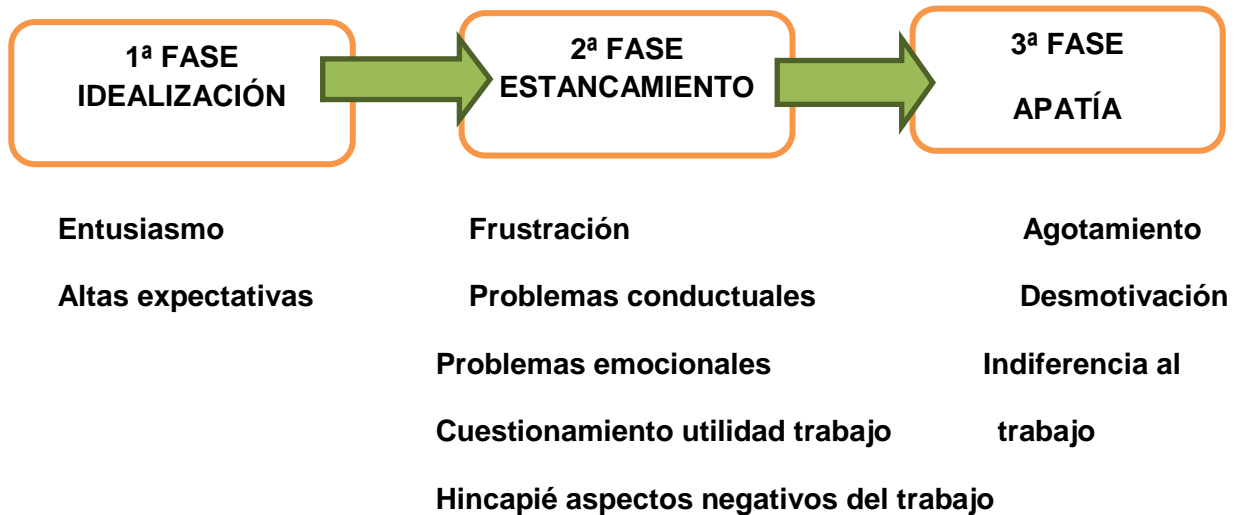 1ª FASE
IDEALIZACIÓN
2ª FASE
ESTANCAMIENTO
3ª FASE
APATÍA
Entusiasmo
Altas expectativas
Frustración
Problemas conductuales
Problemas emocionales
Cuestionamiento utilidad trabajo
Hincapié aspectos negativos del trabajo
Agotamiento
Desmotivación
Indiferencia al
trabajo